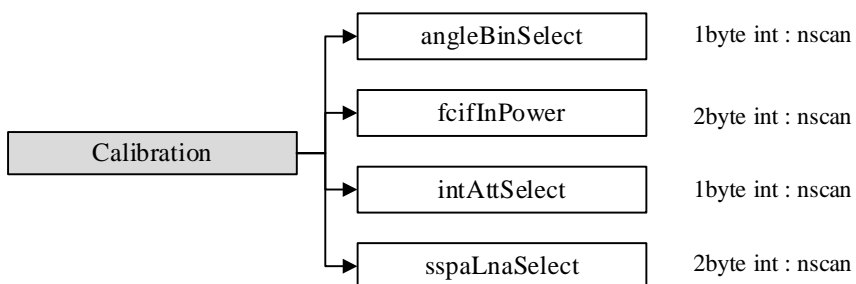 angleBinSelect 1byte int : nscan
fcifInPower 2byte int : nscan
Calibration
intAttSelect 1byte int : nscan
sspaLnaSelect 2byte int : nscan